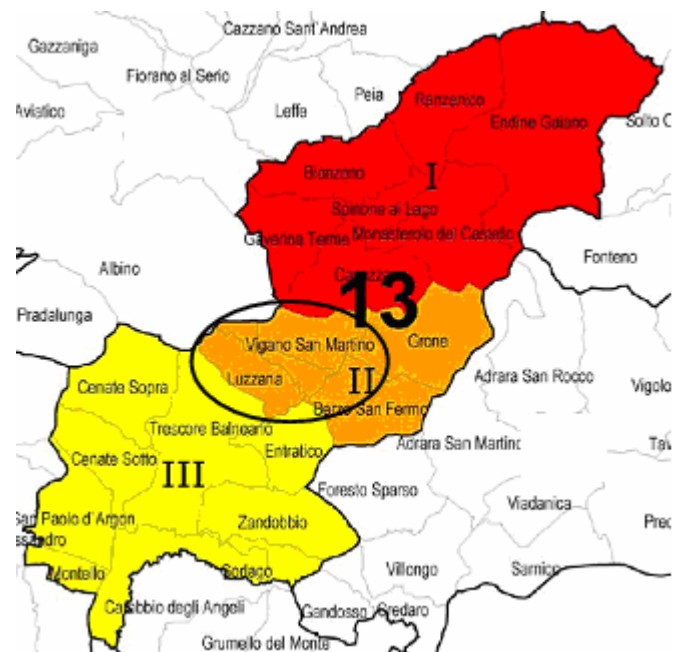 Cazzano Sant'Andrea
Gazzaniga
Fiorano al Serio
Peia
Ranzanico
Aviatico
Leffe
Endine Gaiano
Solto C
Bianzano
I
Spinone al Lago
Gaverina Terme
Monasterolo del Castello
Fonteno
Albino
13
Pradalunga
Vigano San Martino
Grone
Luzzana
II
Adrara San Rocco
Cenate Sopra
Vigolo
Berzo San Fermo
Trescore Balneario
Adrara San Martino
Entratico
Cenate Sotto
III
Foresto Sparso
Viadanica
San Paolo d'Argon
Zandobbio
Montello
Villongo
Sarnico
Carobbio degli Angeli
Gandosso
Credaro
Grumello del Monte